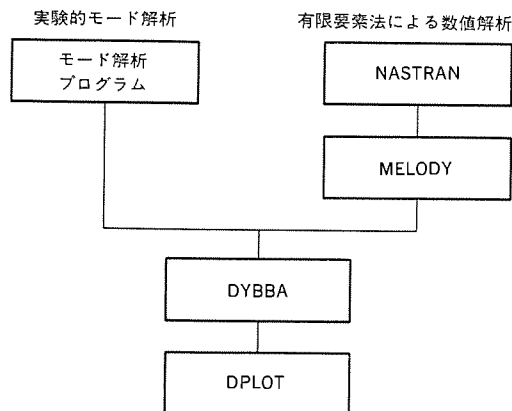 実験的モード解析
有限要素法による数値解析
モード解析
プログラム
NASTRAN
MELODY
DYBBA
DPLOT